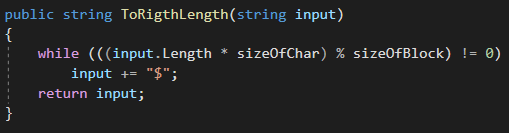 public string ToRigthLength(string input)
{
while (((input.Length * sizeOfChar) % sizeOfBlock) != 0)
input += "$";
return input;
}